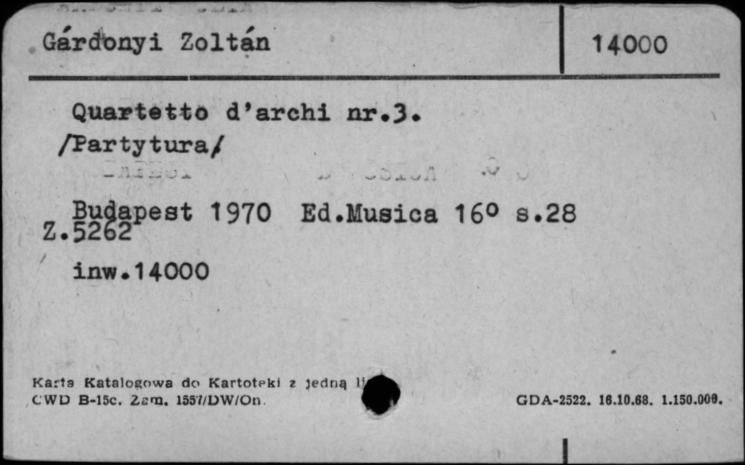 Gárdonyi Zoltán 14000
Quartetto d'archi nr.3.
/Partytura/
Budapest 1970 Ed.Musica 16º s.28
Z.5262
inw.14000
Karta Katalogowa do Kartoteki z jedną
CWD B-15c. Zam. 1557/DW/On.
GDA-2522. 16.10.68. 1.150.000.